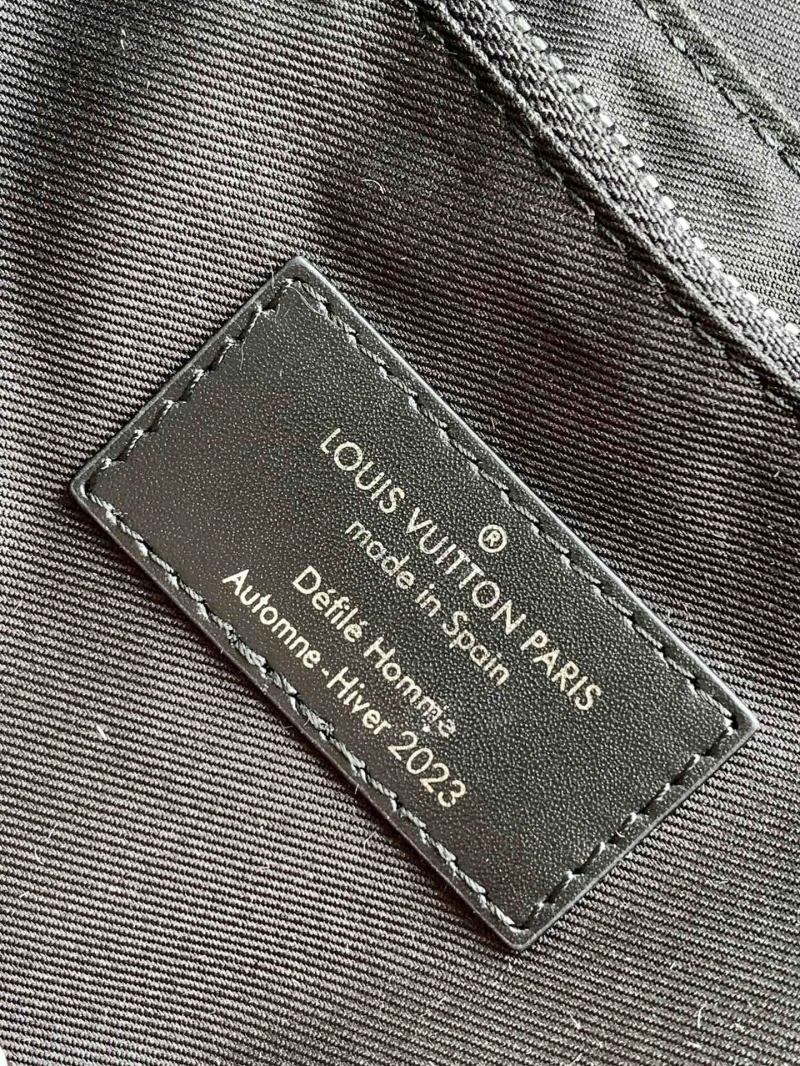 ®
LOUIS VUITTON PARIS
made in Spain
Défilé Homme
Automne-Hiver 2023